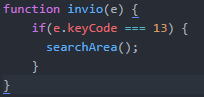 function invio(e) {
    if(e.keyCode === 13) {
      searchArea();
    }
}